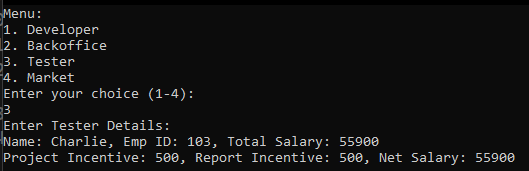 Menu:
1. Developer
2. Backoffice
3. Tester
4. Market
Enter your choice (1-4):
3
Enter Tester Details:
Name: Charlie, Emp ID: 103, Total Salary: 55900
Project Incentive: 500, Report Incentive: 500, Net Salary: 55900